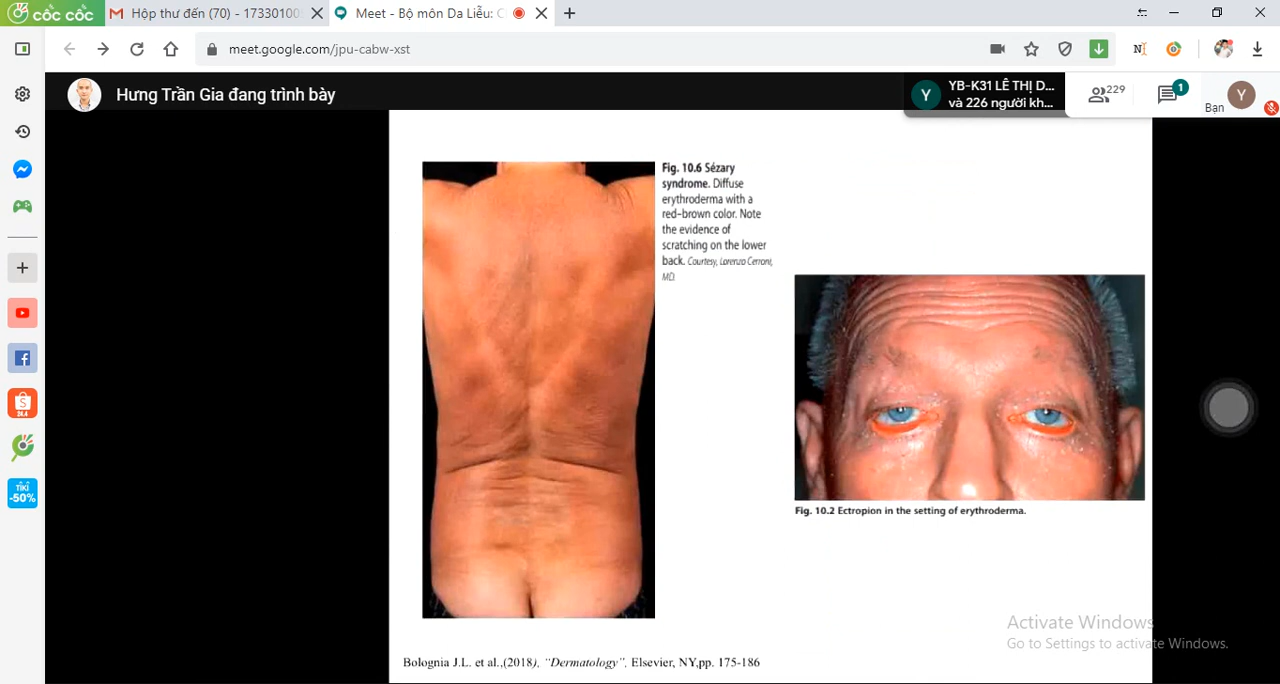 cốc cốc
Hộp thư đến (70) - 17330100
Meet - Bộ môn Da Liễu: C
meet.google.com/jpu-cabw-xst
Hưng Trần Gia đang trình bày
Y
YB-K31 LÊ THỊ D...
và 226 người kh...
229
1
Bạn
Y
Fig. 10.6 Sézary
syndrome. Diffuse
erythroderma with a
red-brown color. Note
the evidence of
scratching on the lower
back. Courtesy, Lorenzo Cerroni,
MD.
Fig. 10.2 Ectropion in the setting of erythroderma.
TiKi
-50%
Activate Windows
Go to Settings to activate Windows.
Bolognia J.L. et al.,(2018), "Dermatology", Elsevier, NY,pp. 175-186